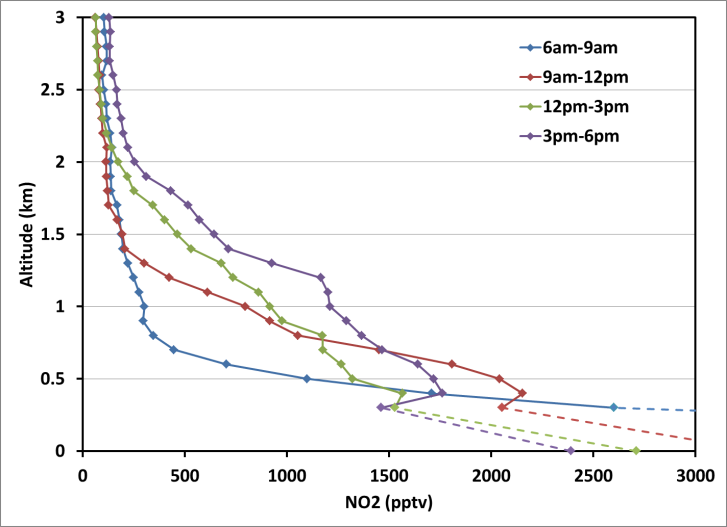 3
2.5
2
1.5
1
0.5
0
Altitude (km)
6am-9am
9am-12pm
12pm-3pm
3pm-6pm
0 500 1000 1500 2000 2500 3000
NO2 (pptv)